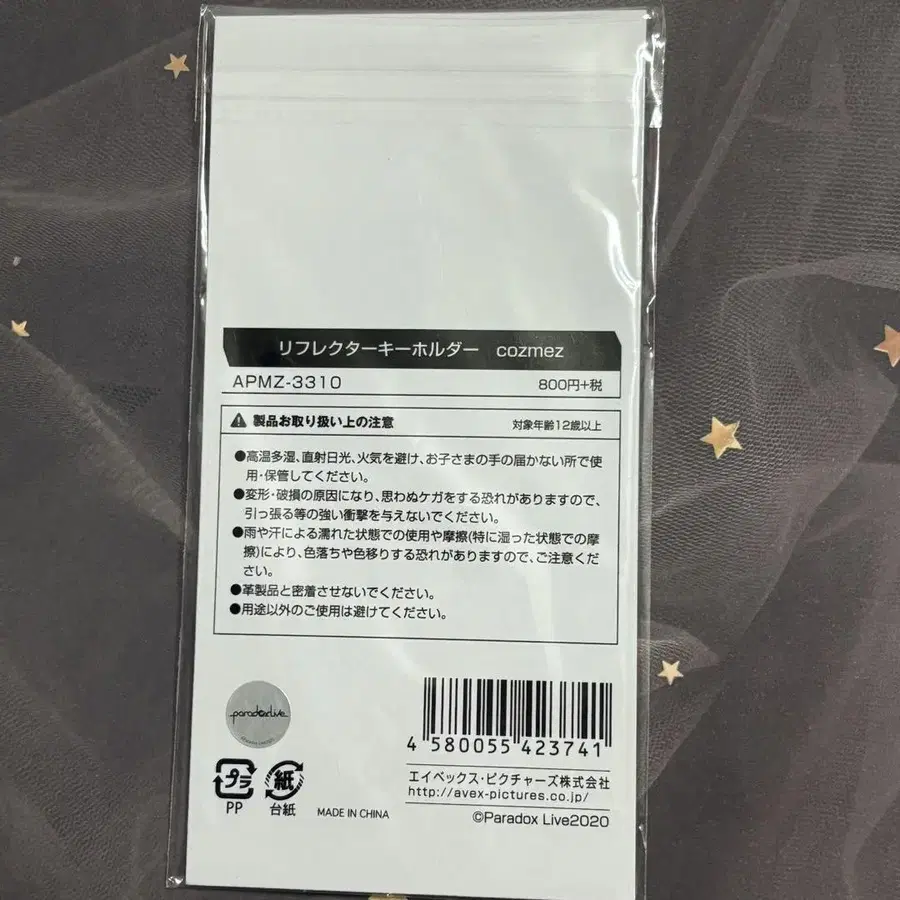 リフレクターキーホルダー cozmez
APMZ-3310 800円+税
製品お取り扱い上の注意 対象年齢12歳以上
●高温多湿、直射日光、火気を避け、お子さまの手の届かない所で使
用・保管してください。
●変形・破損の原因になり、思わぬケガをする恐れがありますので、
引っ張る等の強い衝撃を与えないでください。
●雨や汗による濡れた状態での使用や摩擦(特に湿った状態での摩
擦)により、色落ちや色移りする恐れがありますので、ご注意くだ
さい。
●革製品と密着させないでください。
●用途以外のご使用は避けてください。
paradoxlive
4 580055 423741
エイベックス・ピクチャーズ株式会社
http://avex-pictures.co.jp/
プラ 紙
PP 台紙 MADE IN CHINA
©Paradox Live2020